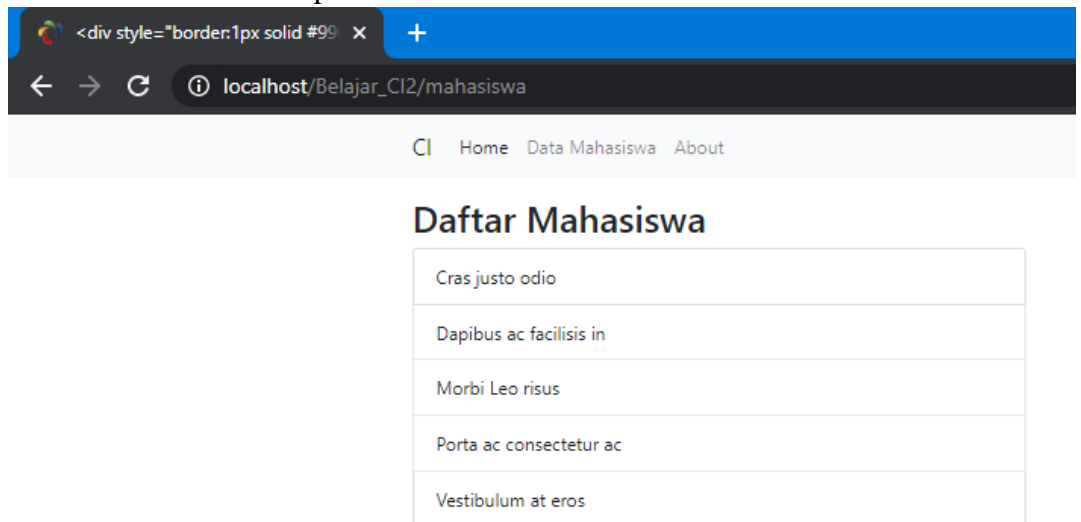 <div style="border:1px solid #99
localhost/Belajar_CI2/mahasiswa
CI Home Data Mahasiswa About
Daftar Mahasiswa
Cras justo odio
Dapibus ac facilisis in
Morbi Leo risus
Porta ac consectetur ac
Vestibulum at eros